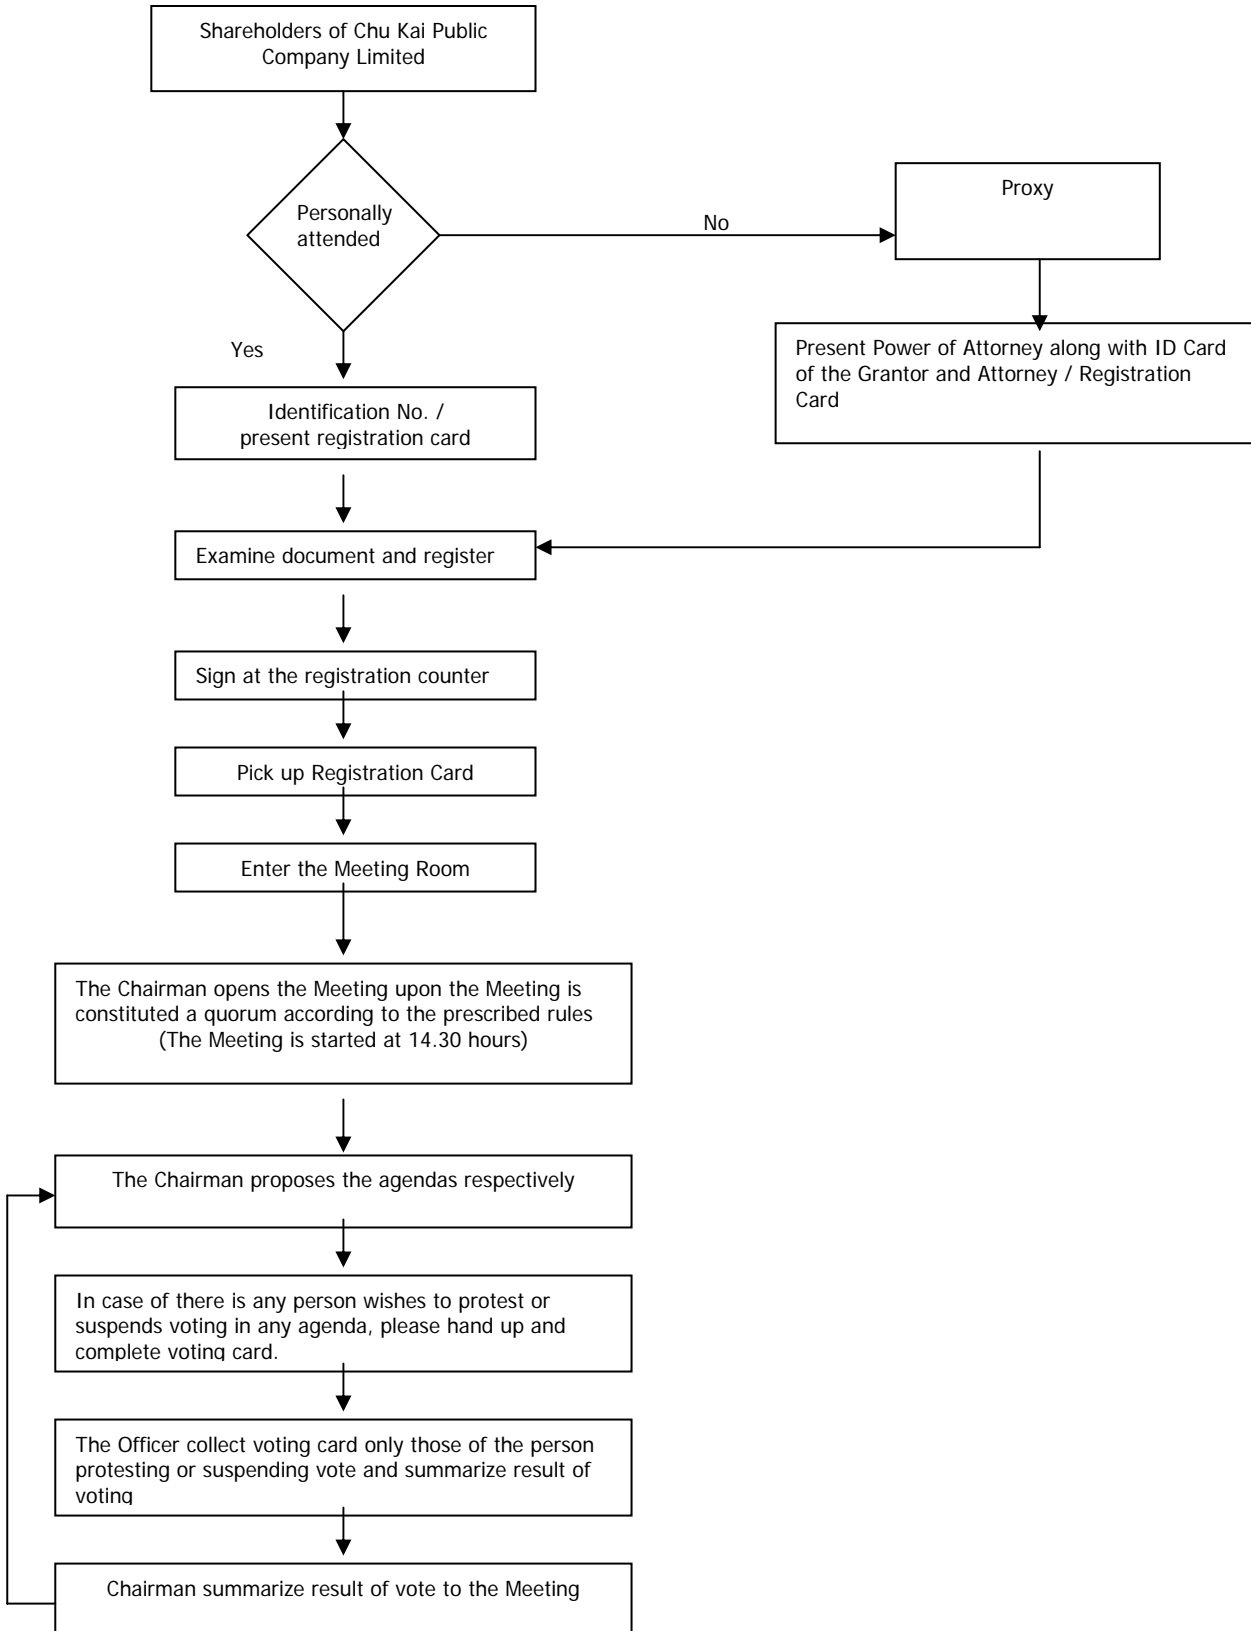 Shareholders of Chu Kai Public
Company Limited
Personally
attended
No
Proxy
Yes
Present Power of Attorney along with ID Card
of the Grantor and Attorney / Registration
Card
Identification No. /
present registration card
Examine document and register
Sign at the registration counter
Pick up Registration Card
Enter the Meeting Room
The Chairman opens the Meeting upon the Meeting is
constituted a quorum according to the prescribed rules
(The Meeting is started at 14.30 hours)
The Chairman proposes the agendas respectively
In case of there is any person wishes to protest or
suspends voting in any agenda, please hand up and
complete voting card.
The Officer collect voting card only those of the person
protesting or suspending vote and summarize result of
voting
Chairman summarize result of vote to the Meeting